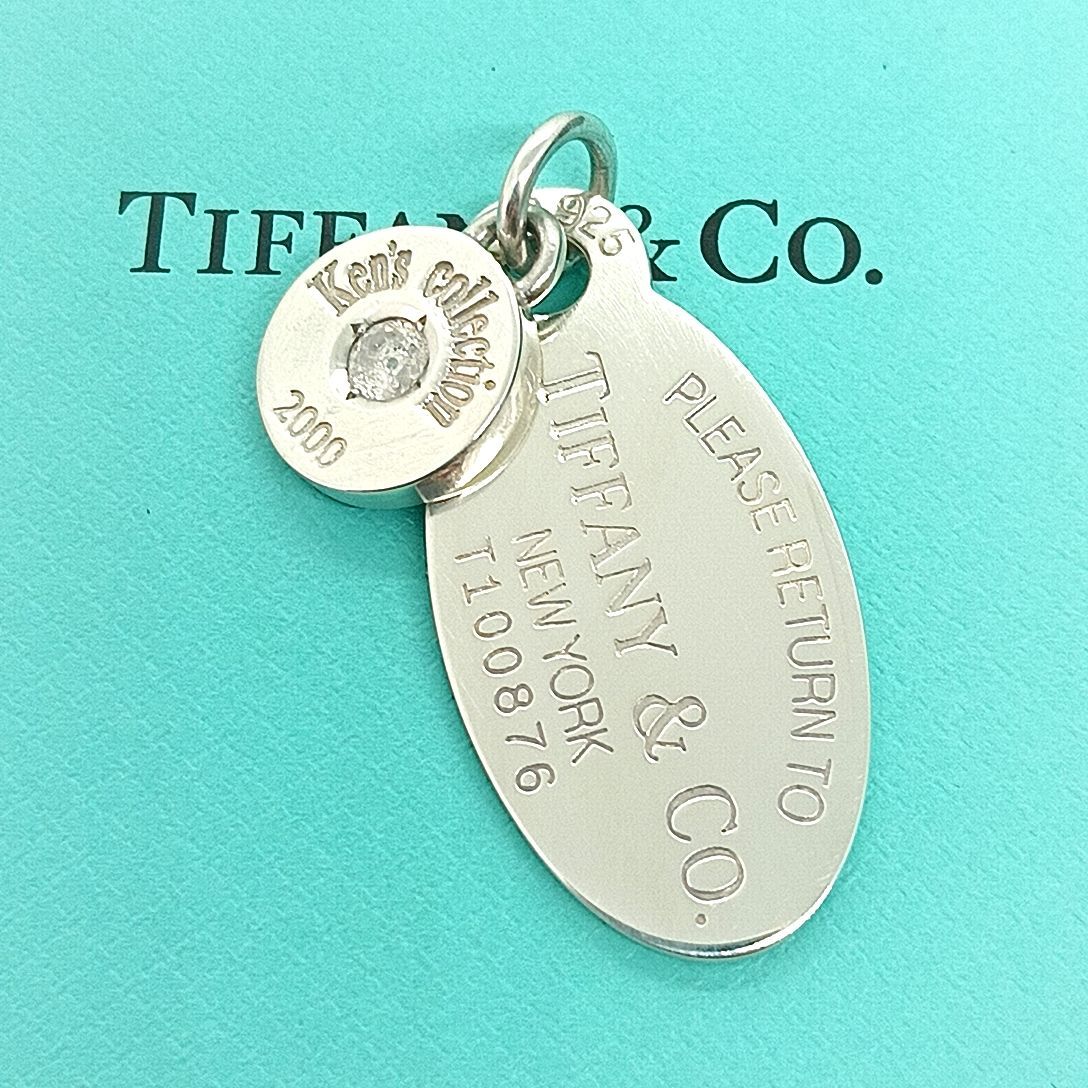 TIFFANY & CO.
925
Ken's collection
2000
PLEASE RETURN TO
TIFFANY & CO.
NEW YORK
T100876